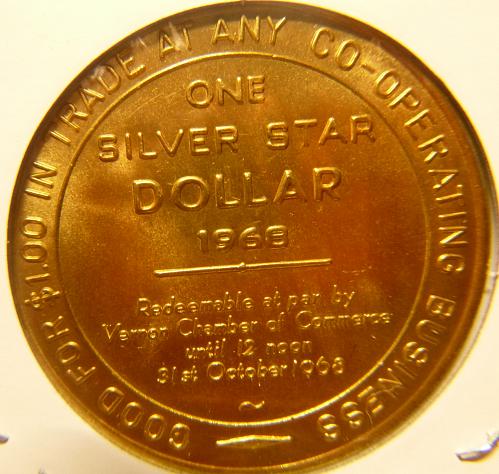 GOOD FOR $1.00 IN TRADE AT ANY CO-OPERATING BUSINESS
ONE
SILVER STAR
DOLLAR
1968
Redeemable at par by
Vernon Chamber of Commerce
until 12 noon
31st October 1968